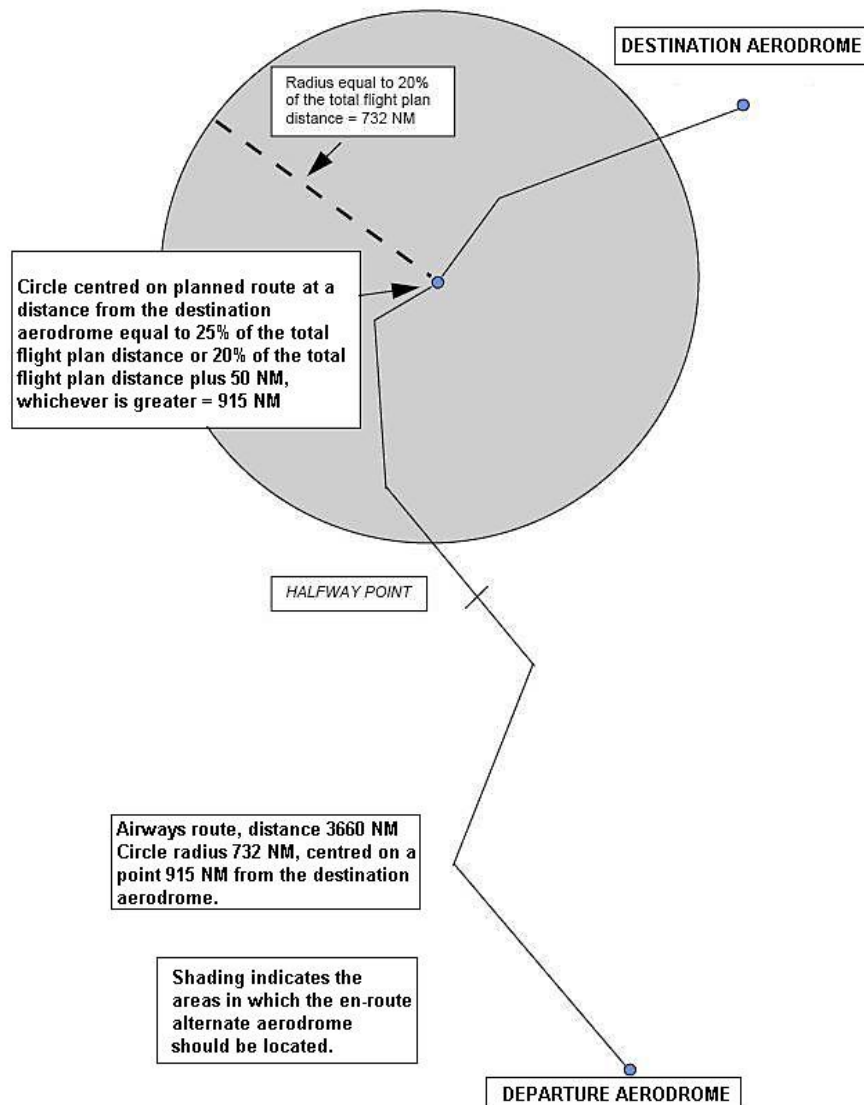 DESTINATION AERODROME
Radius equal to 20%
of the total flight plan
distance = 732 NM
Circle centred on planned route at a
distance from the destination
aerodrome equal to 25% of the total
flight plan distance or 20% of the total
flight plan distance plus 50 NM,
whichever is greater = 915 NM
HALFWAY POINT
Airways route, distance 3660 NM
Circle radius 732 NM, centred on a
point 915 NM from the destination
aerodrome.
Shading indicates the
areas in which the en-route
alternate aerodrome
should be located.
DEPARTURE AERODROME